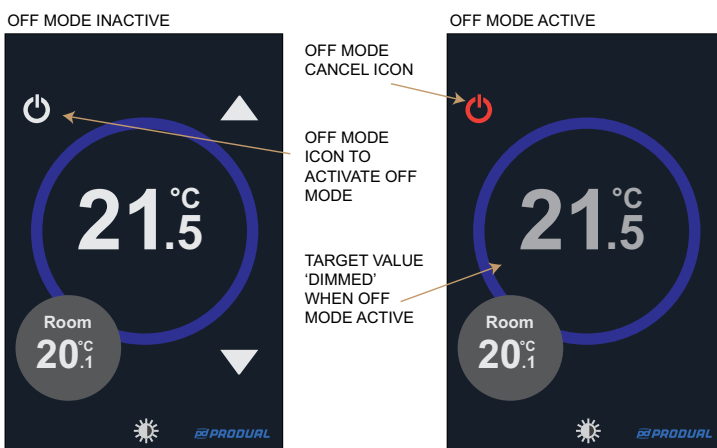 OFF MODE INACTIVE
21.5 °C
Room
20.1 °C
PRODUAL
OFF MODE
CANCEL ICON
OFF MODE
ICON TO
ACTIVATE OFF
MODE
TARGET VALUE
‘DIMMED’
WHEN OFF
MODE ACTIVE
OFF MODE ACTIVE
21.5 °C
Room
20.1 °C
PRODUAL